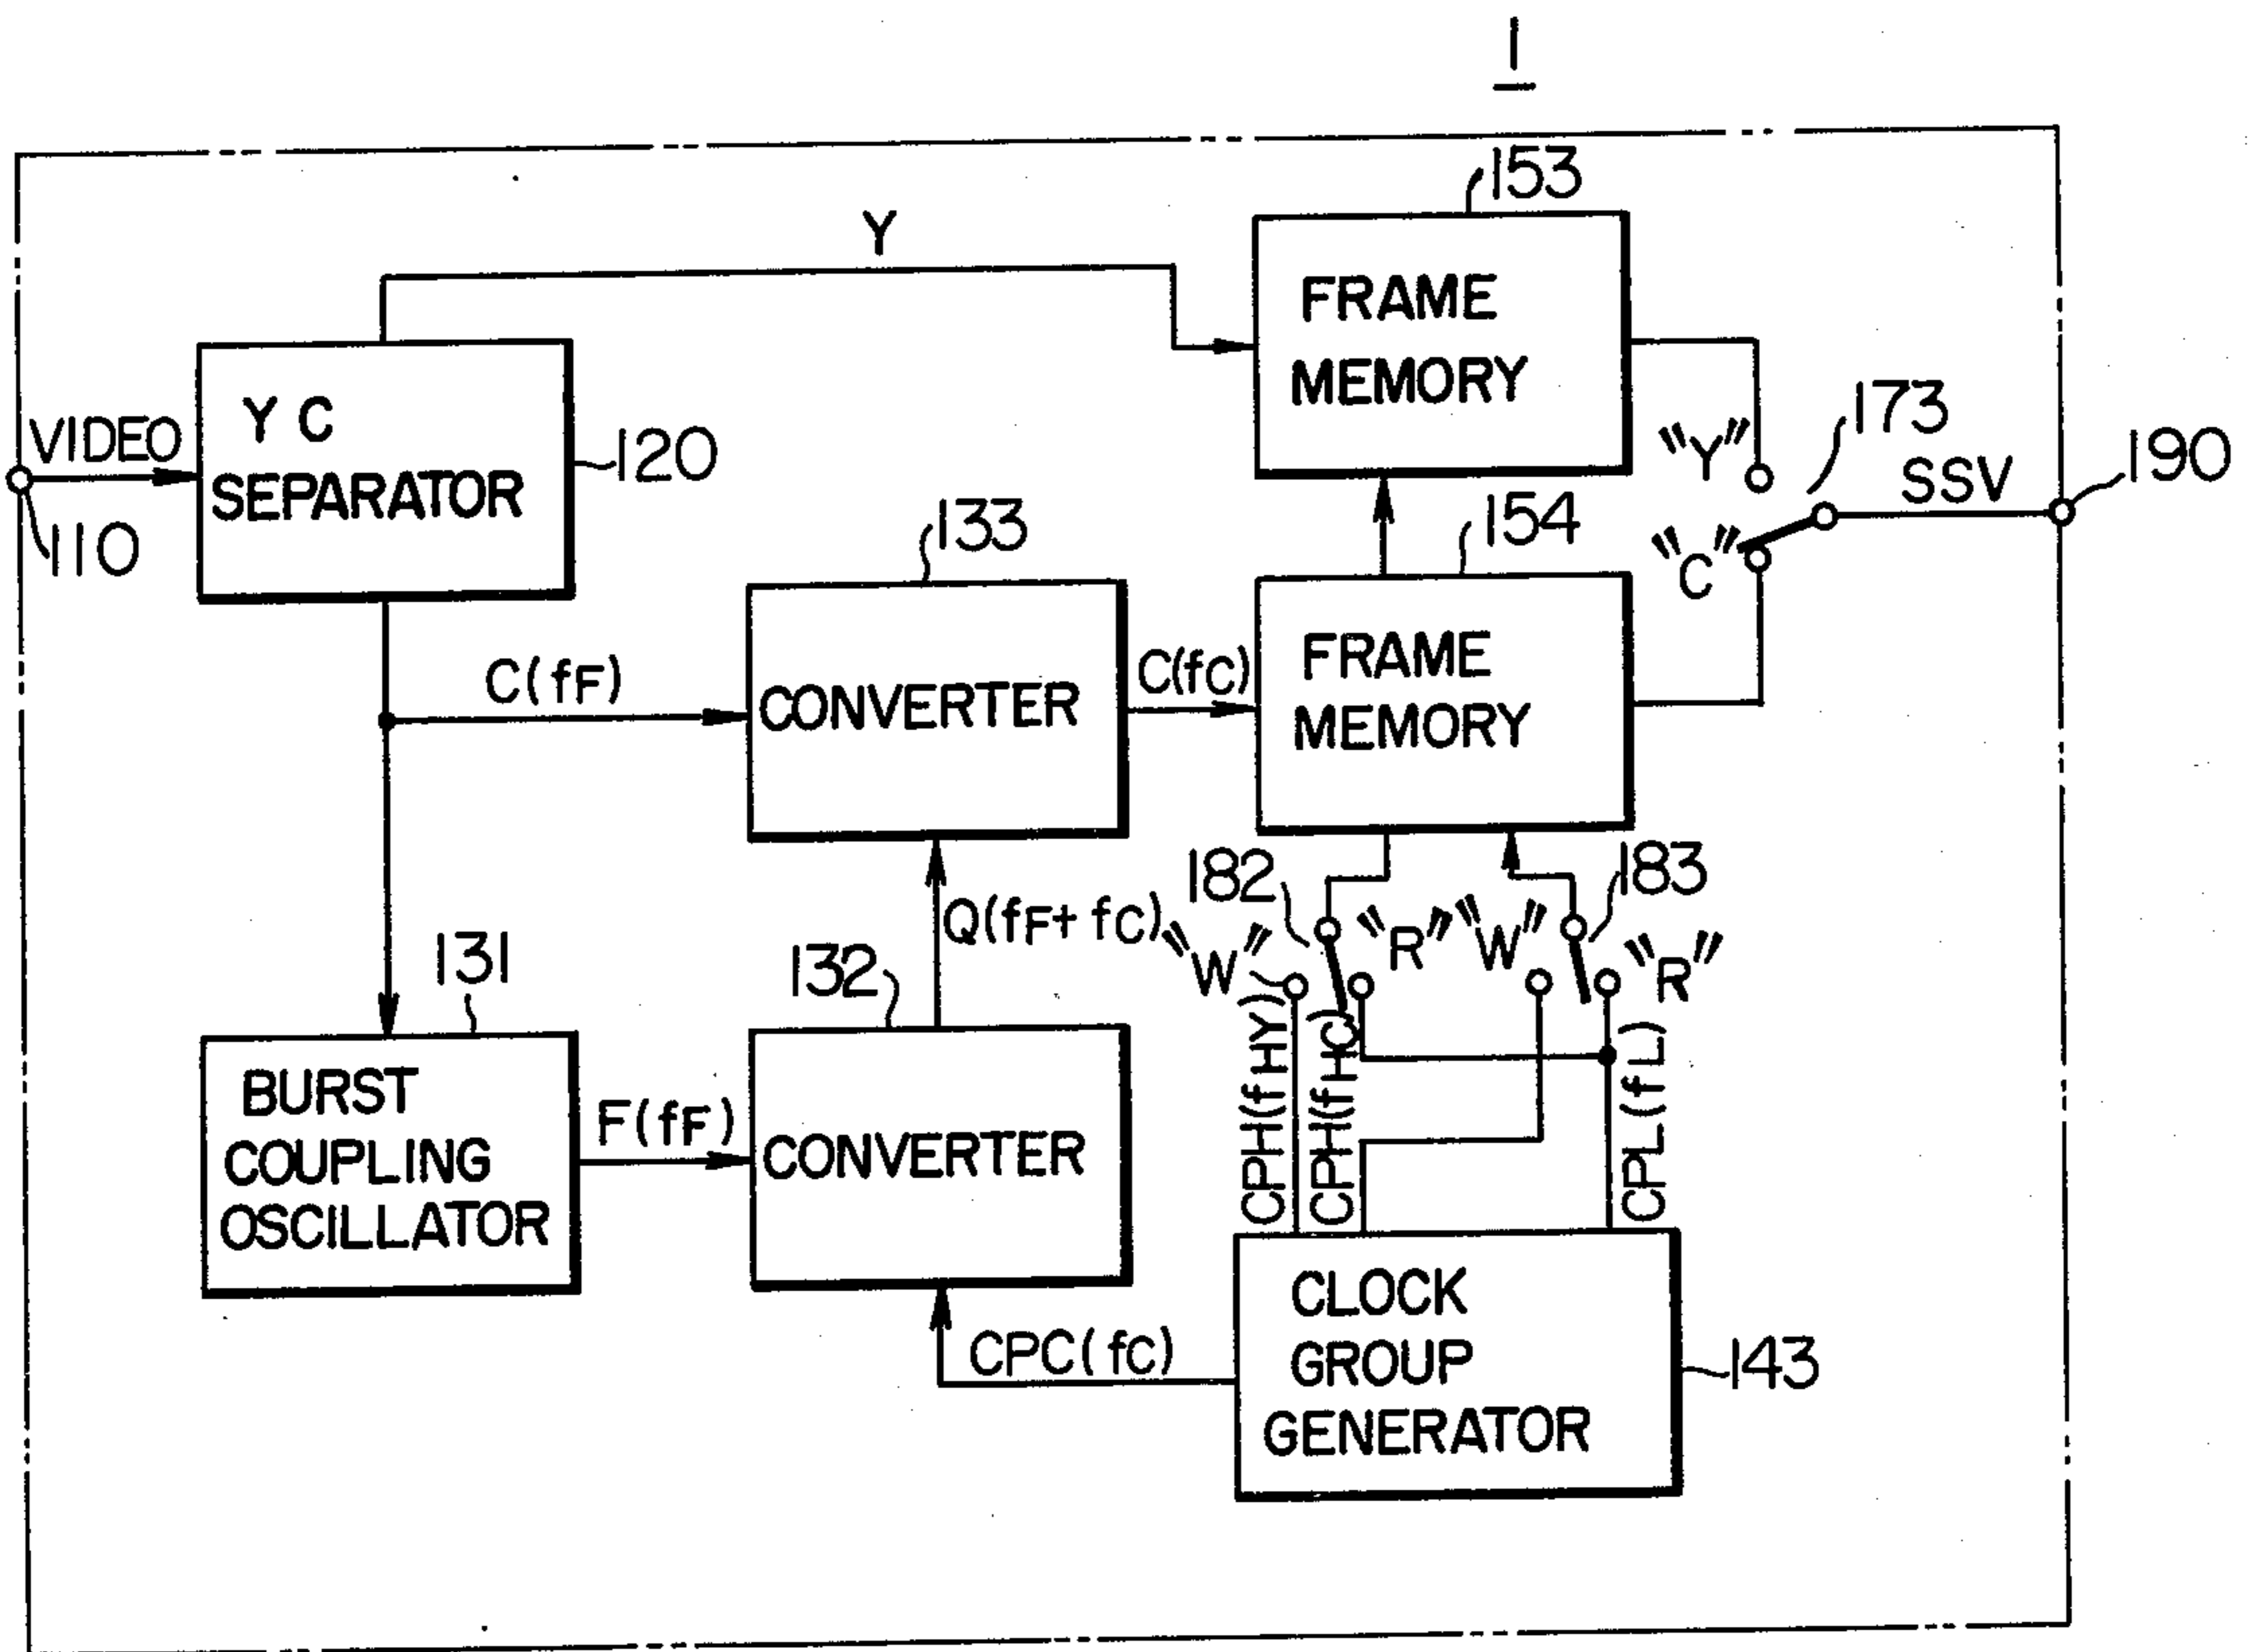 1
153
Y
FRAME
MEMORY
Y C
SEPARATOR
VIDEO
120
110
"Y"
173
SSV
190
"C"
133
154
C(fF)
CONVERTER
C(fC)
FRAME
MEMORY
182
"W"
"R"
"W"
183
"R"
Q(fF+fC)
131
132
BURST
COUPLING
OSCILLATOR
F(fF)
CONVERTER
CPH(fHY)
CPH(fHC)
CPL(fL)
CPC(fC)
CLOCK
GROUP
GENERATOR
143